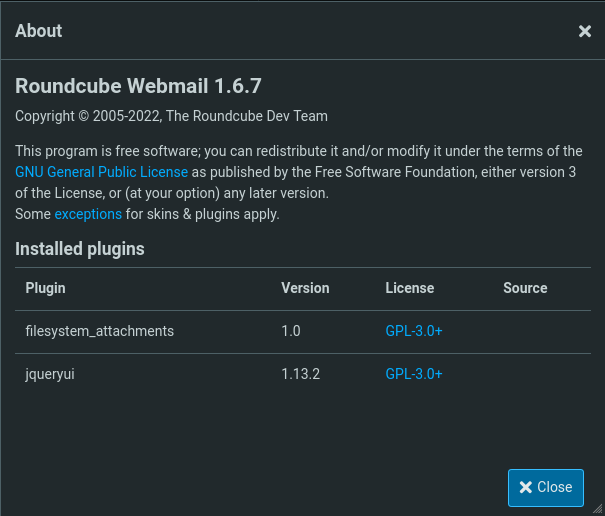 About
Roundcube Webmail 1.6.7
Copyright © 2005-2022, The Roundcube Dev Team
This program is free software; you can redistribute it and/or modify it under the terms of the
GNU General Public License as published by the Free Software Foundation, either version 3
of the License, or (at your option) any later version.
Some exceptions for skins & plugins apply.
Installed plugins
Plugin Version License Source
filesystem_attachments 1.0 GPL-3.0+
jqueryui 1.13.2 GPL-3.0+
Close